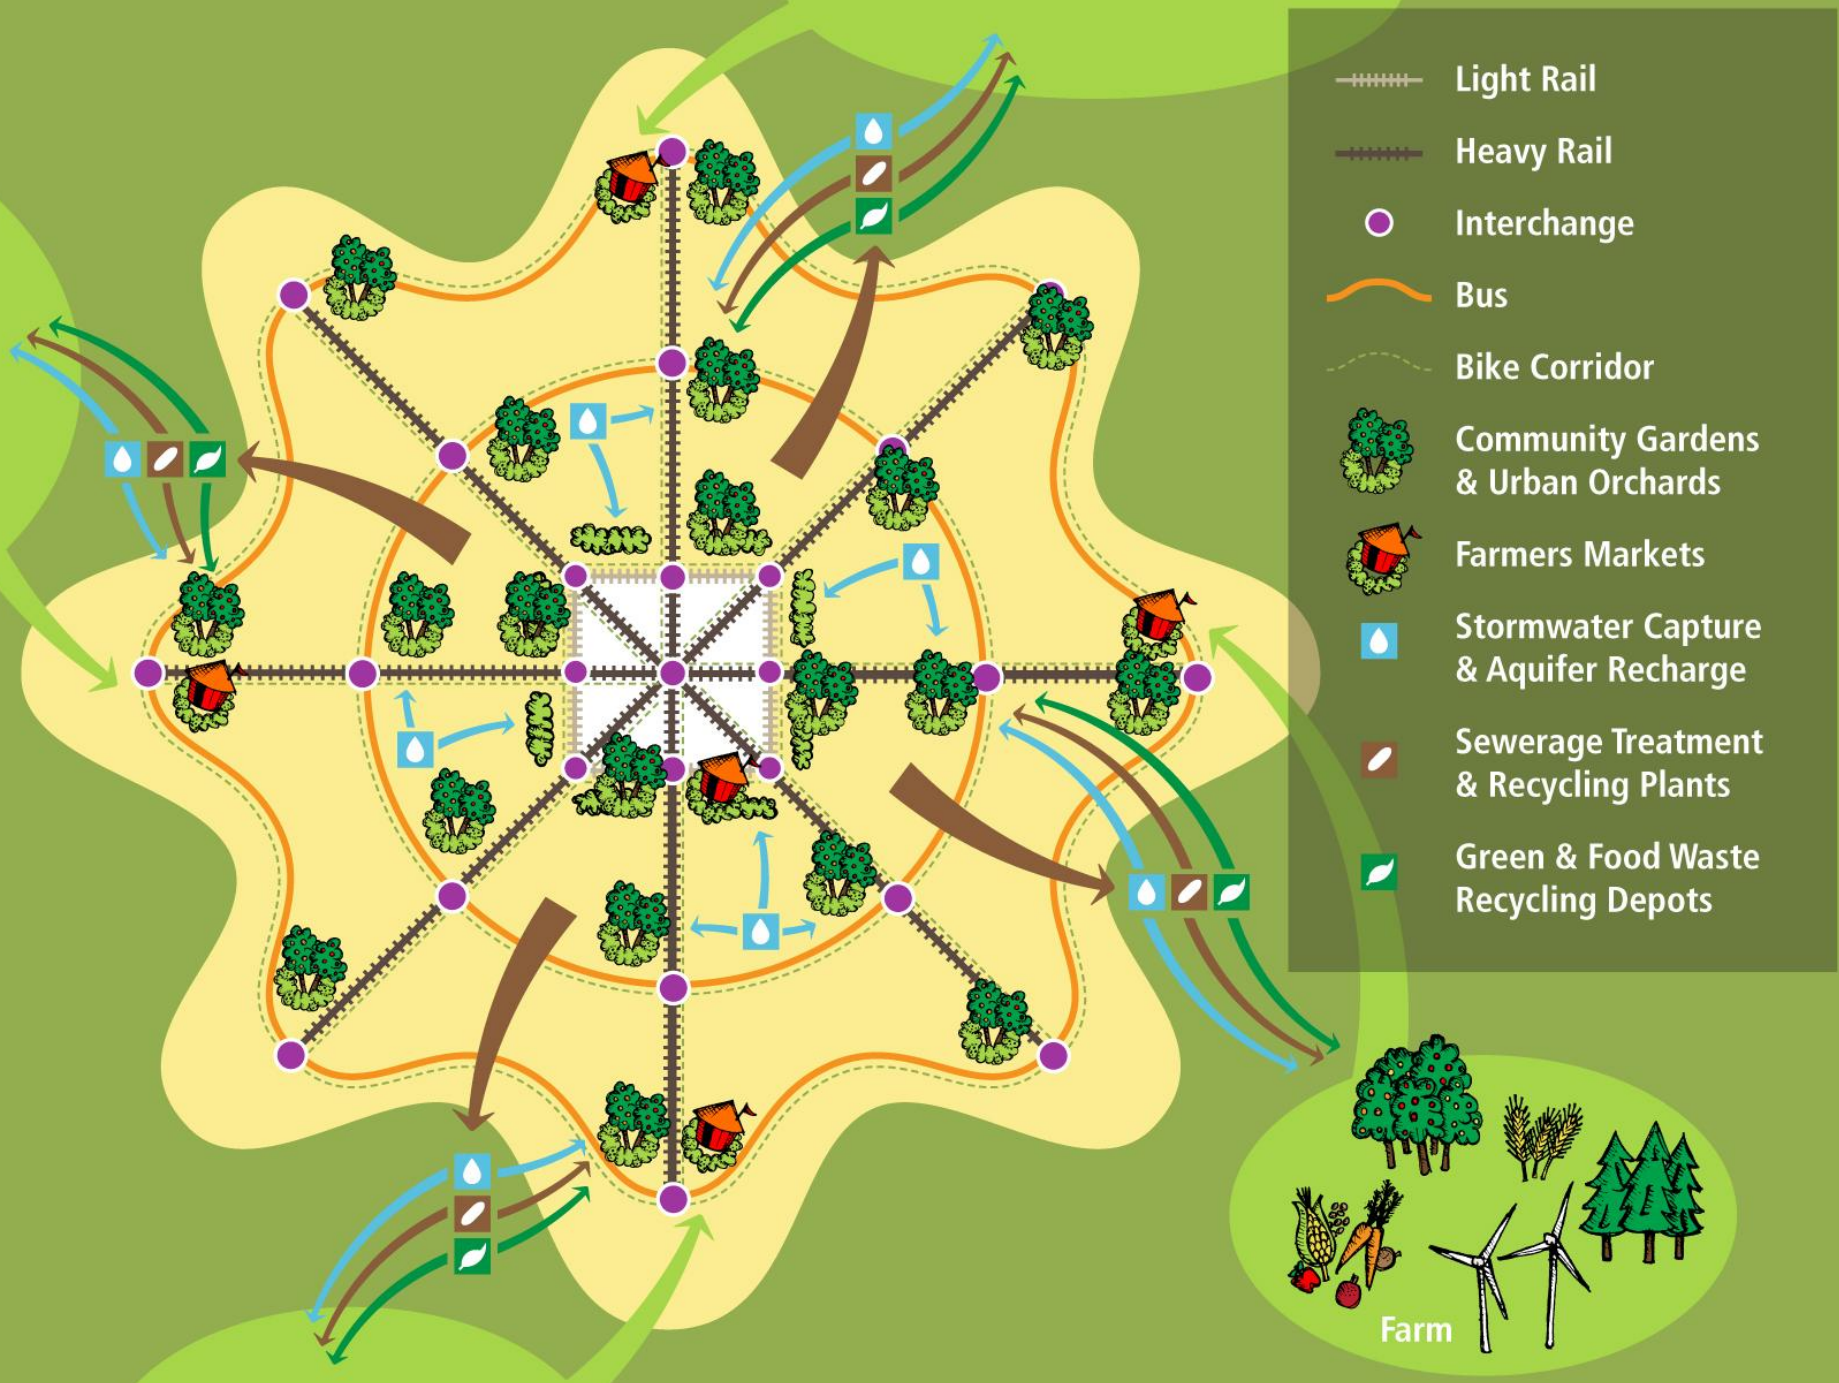 Light Rail
Heavy Rail
Interchange
Bus
Bike Corridor
Community Gardens
& Urban Orchards
Farmers Markets
Stormwater Capture
& Aquifer Recharge
Sewerage Treatment
& Recycling Plants
Green & Food Waste
Recycling Depots
Farm